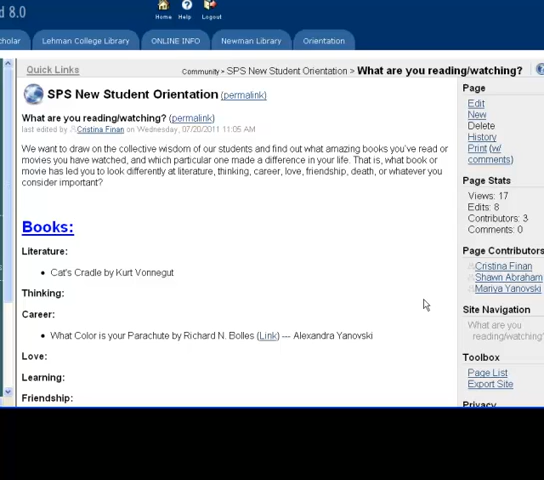 d 8.0
Home Help Logout
cholar Lehman College Library ONLINE INFO Newman Library Orientation
Quick Links
Community > SPS New Student Orientation > What are you reading/watching?
SPS New Student Orientation (permalink)
What are you reading/watching? (permalink)
last edited by Cristina Finan on Wednesday, 07/20/2011 11:05 AM
We want to draw on the collective wisdom of our students and find out what amazing books you've read or
movies you have watched, and which particular one made a difference in your life. That is, what book or
movie has led you to look differently at literature, thinking, career, love, friendship, death, or whatever you
consider important?
Books:
Literature:
Cat's Cradle by Kurt Vonnegut
Thinking:
Career:
What Color is your Parachute by Richard N. Bolles (Link) --- Alexandra Yanovski
Love:
Learning:
Friendship:
Page
Edit
New
Delete
History
Print (w/
comments)
Page Stats
Views: 17
Edits: 8
Contributors: 3
Comments: 0
Page Contributors
Cristina Finan
Shawn Abraham
Mariya Yanovski
Site Navigation
What are you
reading/watching?
Toolbox
Page List
Export Site
Privacy